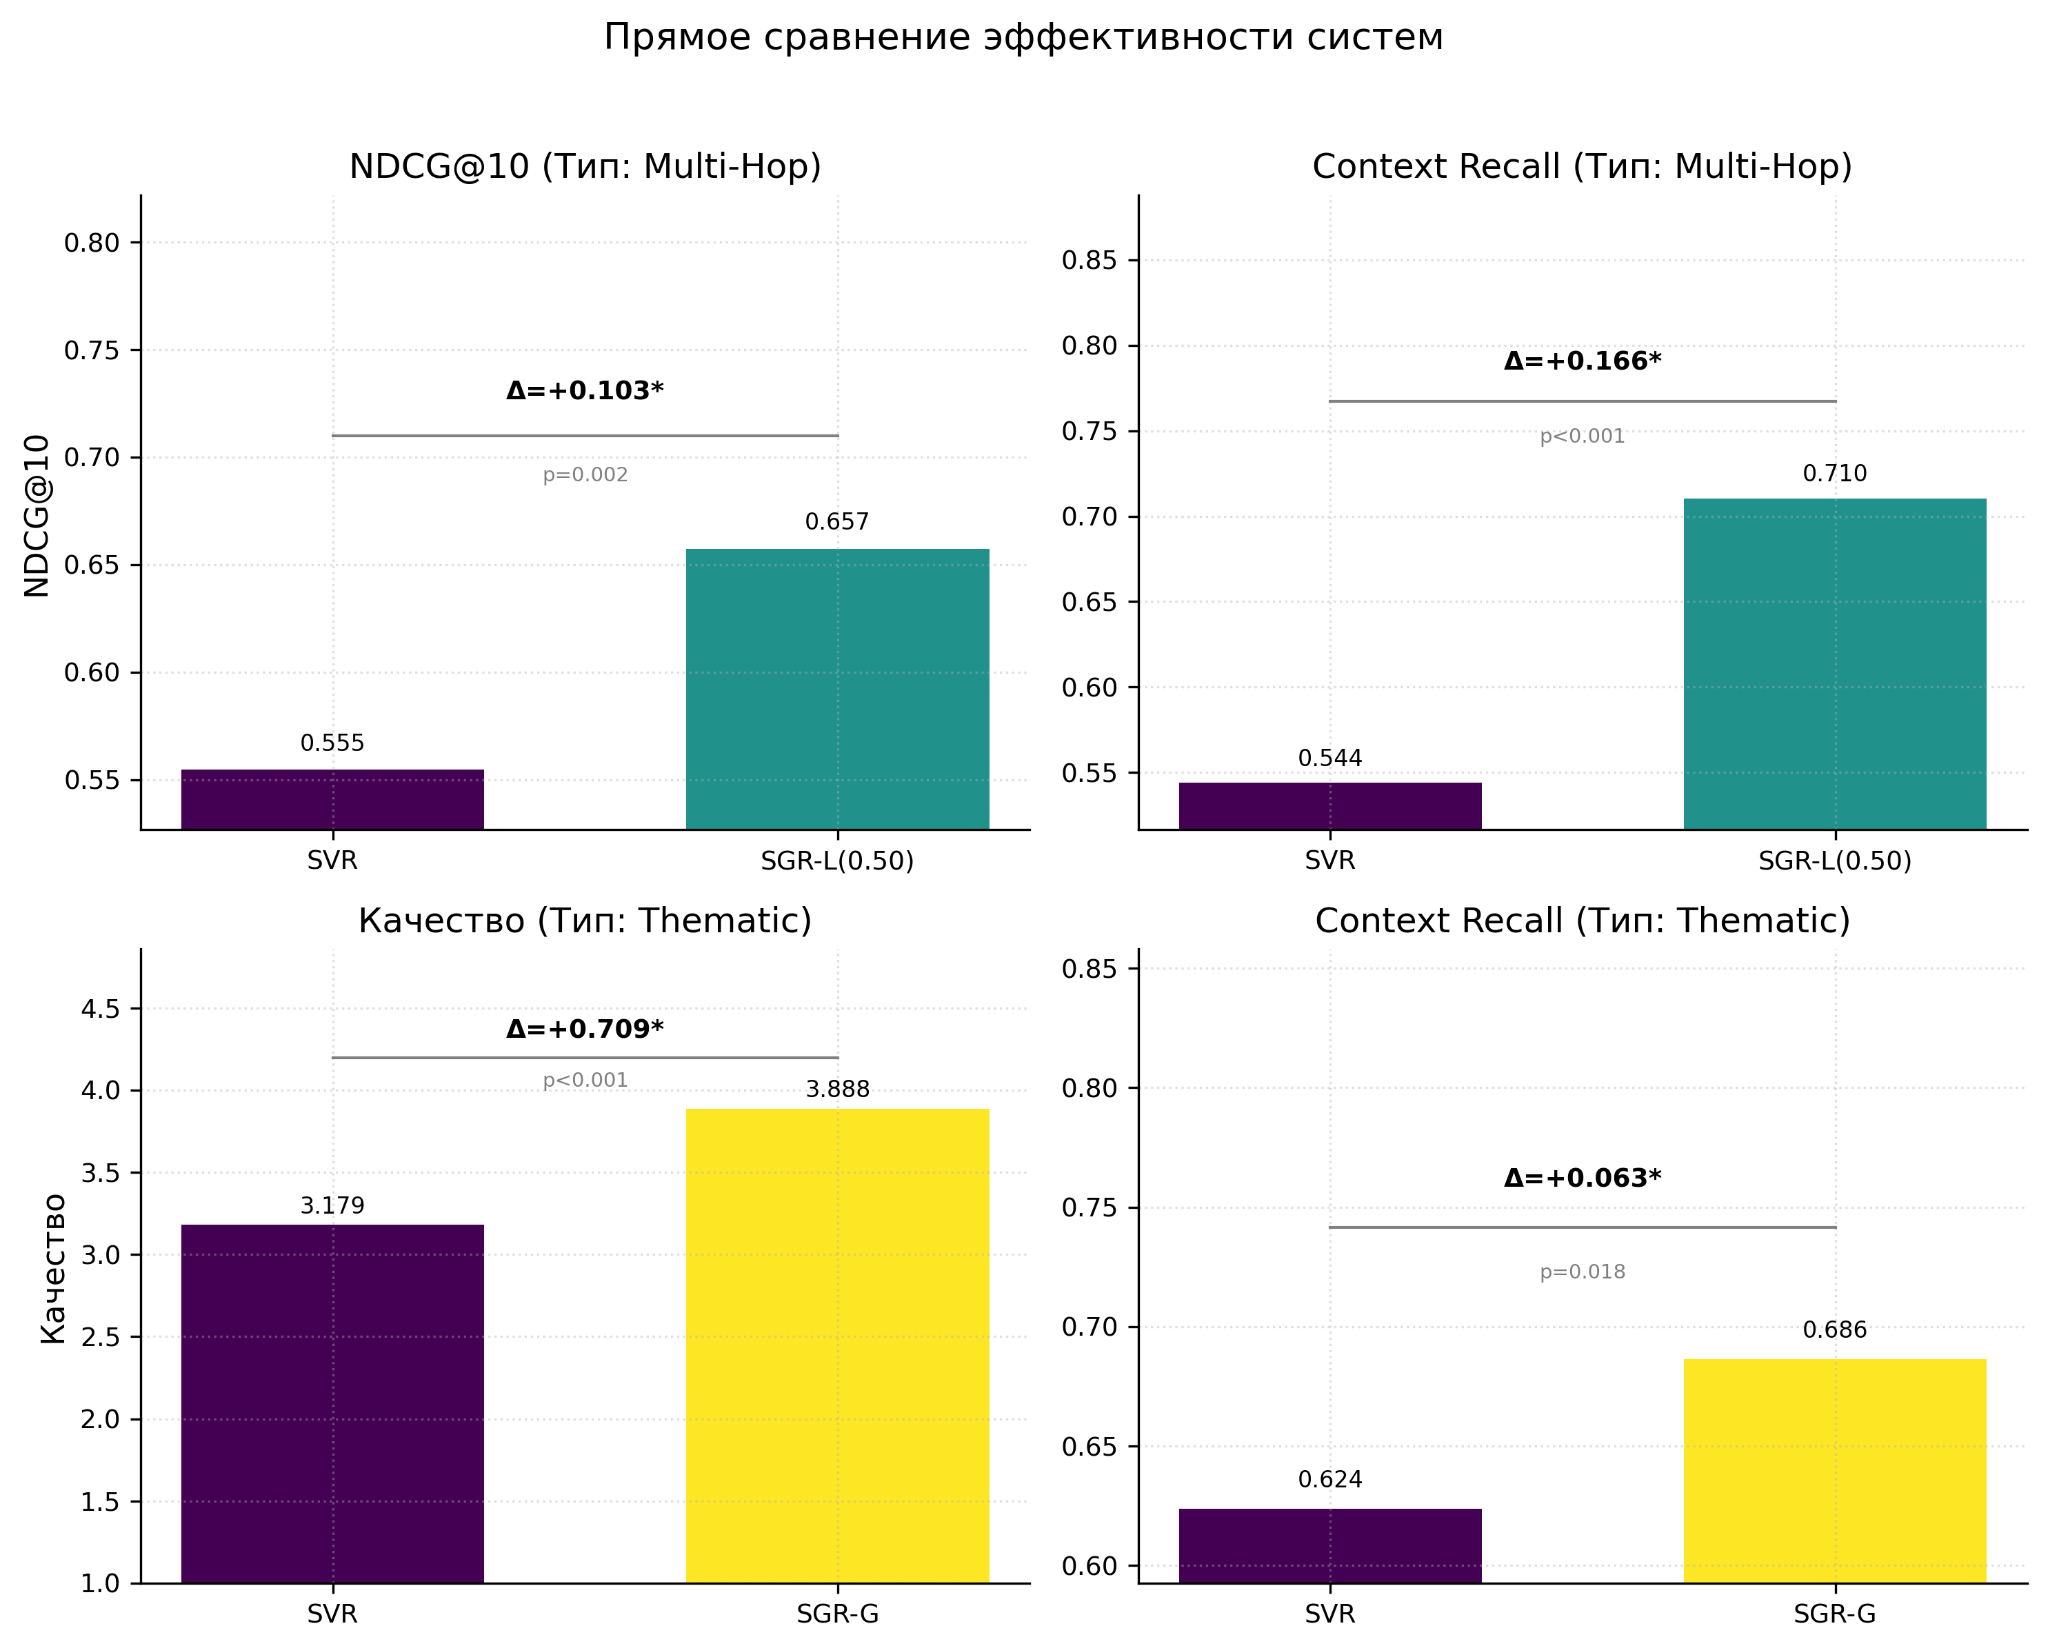 Прямое сравнение эффективности систем
NDCG@10 (Тип: Multi-Hop)
NDCG@10
0.80
0.75
0.70
0.65
0.60
0.55
Δ=+0.103*
p=0.002
0.555
0.657
SVR
SGR-L(0.50)
Context Recall (Тип: Multi-Hop)
0.85
0.80
0.75
0.70
0.65
0.60
0.55
Δ=+0.166*
p<0.001
0.544
0.710
SVR
SGR-L(0.50)
Качество (Тип: Thematic)
Качество
4.5
4.0
3.5
3.0
2.5
2.0
1.5
1.0
Δ=+0.709*
p<0.001
3.179
3.888
SVR
SGR-G
Context Recall (Тип: Thematic)
0.85
0.80
0.75
0.70
0.65
0.60
Δ=+0.063*
p=0.018
0.624
0.686
SVR
SGR-G